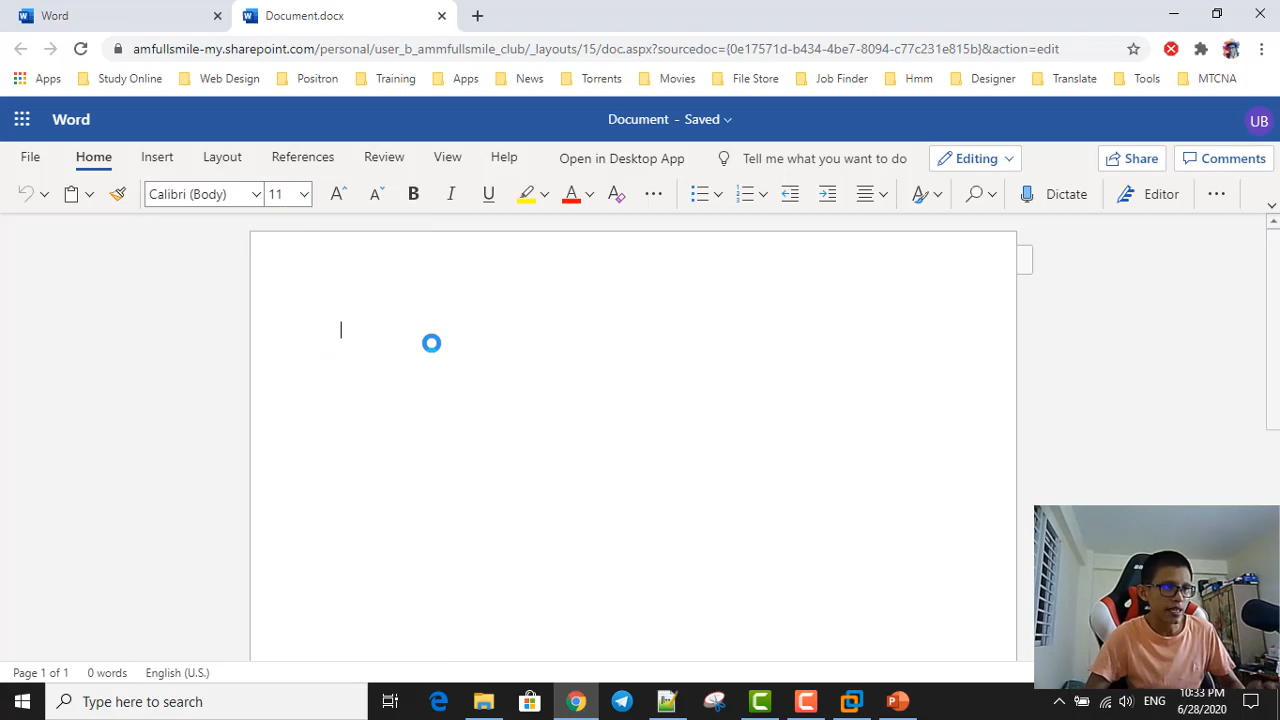 Word
Document.docx
amfullsmile-my.sharepoint.com/personal/user_b_ammfullsmile_club/_layouts/15/doc.aspx?sourcedoc={0e17571d-b434-4be7-8094-c77c231e815b}&action=edit
Apps Study Online Web Design Positron Training Apps News Torrents Movies File Store Job Finder Hmm Designer Translate Tools MTCNA
Word Document - Saved UB
File Home Insert Layout References Review View Help Open in Desktop App Tell me what you want to do Editing Share Comments
Calibri (Body) 11 A A B I U A A Dictate Editor
Page 1 of 1 0 words English (U.S.)
Type here to search ENG 10:33 PM
6/28/2020